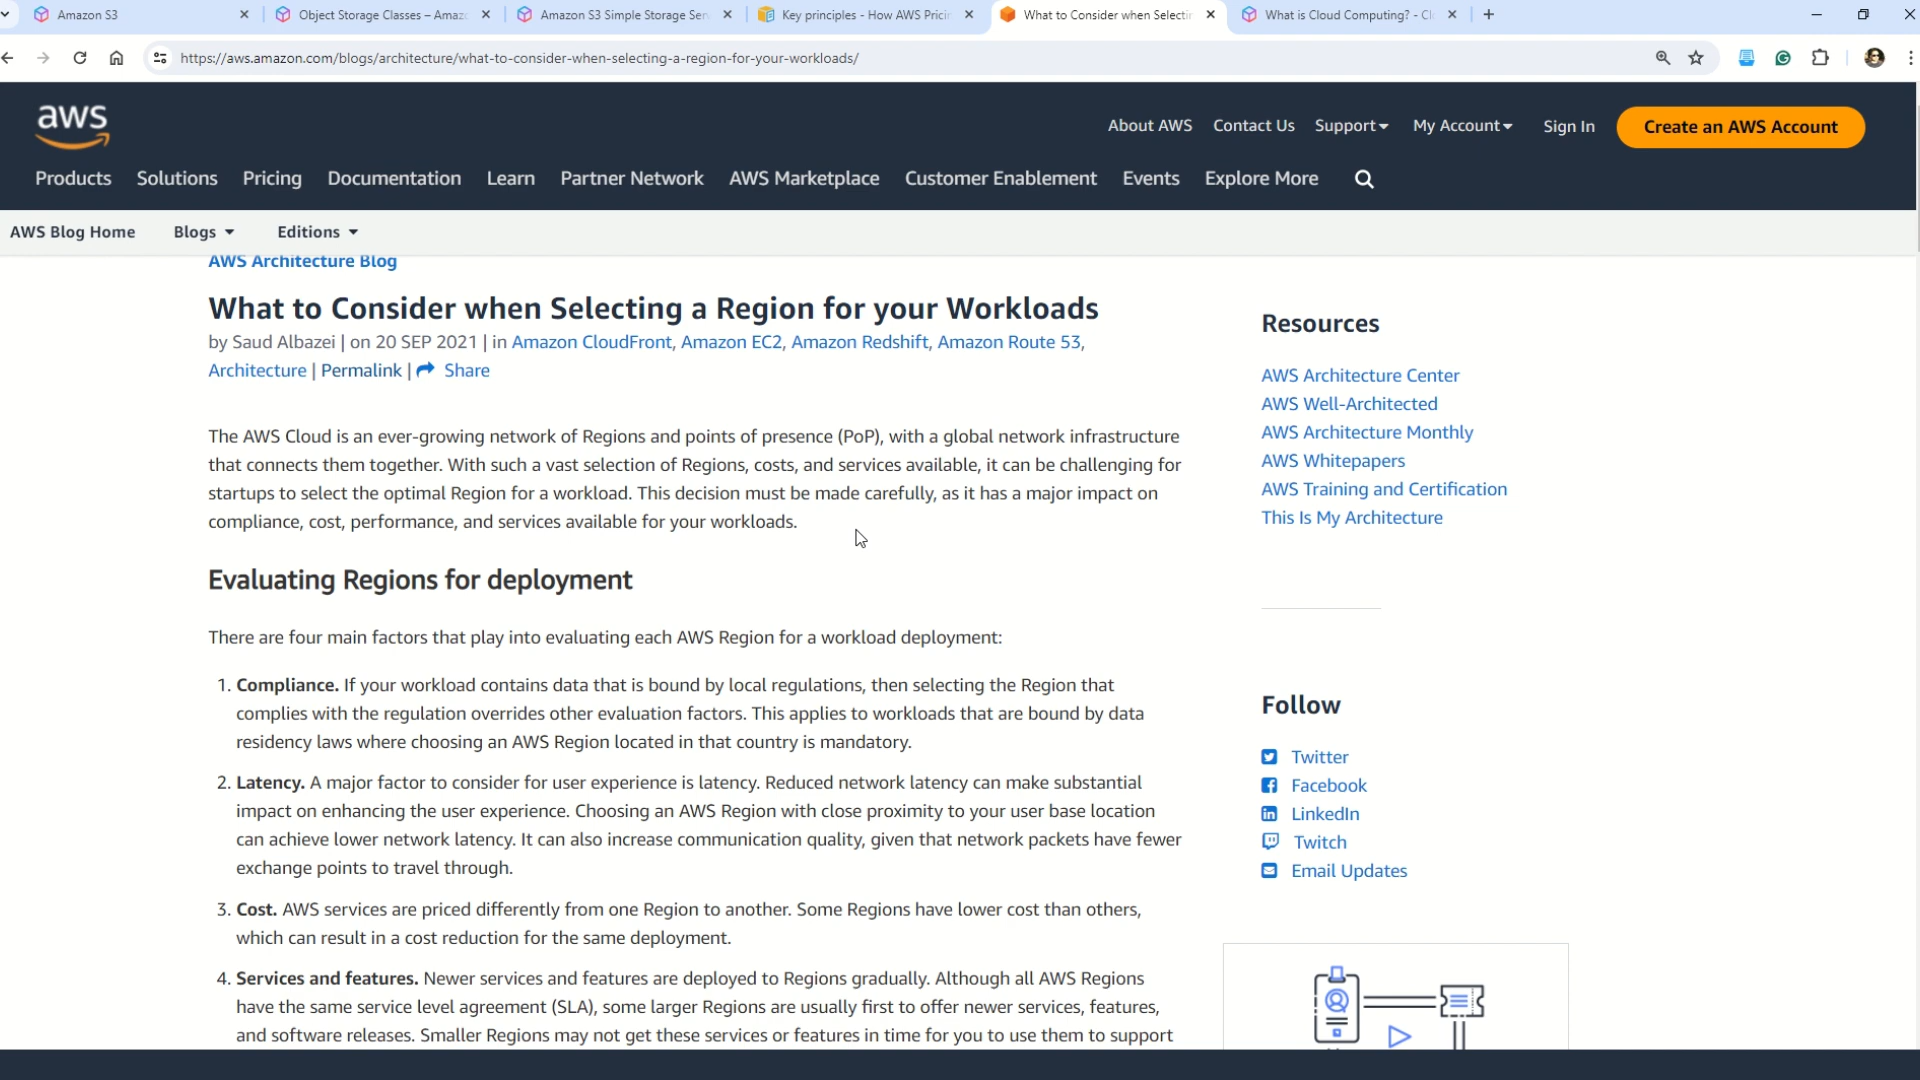 Amazon S3
Object Storage Classes – Amaz
Amazon S3 Simple Storage Ser
Key principles - How AWS Pricin
What to Consider when Selectin
What is Cloud Computing? - Cl
https://aws.amazon.com/blogs/architecture/what-to-consider-when-selecting-a-region-for-your-workloads/
aws
About AWS
Contact Us
Support
My Account
Sign In
Create an AWS Account
Products
Solutions
Pricing
Documentation
Learn
Partner Network
AWS Marketplace
Customer Enablement
Events
Explore More
AWS Blog Home
Blogs
Editions
AWS Architecture Blog
What to Consider when Selecting a Region for your Workloads
by Saud Albazei | on 20 SEP 2021 | in Amazon CloudFront, Amazon EC2, Amazon Redshift, Amazon Route 53,
Architecture | Permalink | Share
The AWS Cloud is an ever-growing network of Regions and points of presence (PoP), with a global network infrastructure
that connects them together. With such a vast selection of Regions, costs, and services available, it can be challenging for
startups to select the optimal Region for a workload. This decision must be made carefully, as it has a major impact on
compliance, cost, performance, and services available for your workloads.
Evaluating Regions for deployment
There are four main factors that play into evaluating each AWS Region for a workload deployment:
1. Compliance. If your workload contains data that is bound by local regulations, then selecting the Region that
complies with the regulation overrides other evaluation factors. This applies to workloads that are bound by data
residency laws where choosing an AWS Region located in that country is mandatory.
2. Latency. A major factor to consider for user experience is latency. Reduced network latency can make substantial
impact on enhancing the user experience. Choosing an AWS Region with close proximity to your user base location
can achieve lower network latency. It can also increase communication quality, given that network packets have fewer
exchange points to travel through.
3. Cost. AWS services are priced differently from one Region to another. Some Regions have lower cost than others,
which can result in a cost reduction for the same deployment.
4. Services and features. Newer services and features are deployed to Regions gradually. Although all AWS Regions
have the same service level agreement (SLA), some larger Regions are usually first to offer newer services, features,
and software releases. Smaller Regions may not get these services or features in time for you to use them to support
Resources
AWS Architecture Center
AWS Well-Architected
AWS Architecture Monthly
AWS Whitepapers
AWS Training and Certification
This Is My Architecture
Follow
Twitter
Facebook
LinkedIn
Twitch
Email Updates